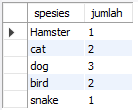 spesies jumlah
Hamster 1
cat 2
dog 3
bird 2
snake 1